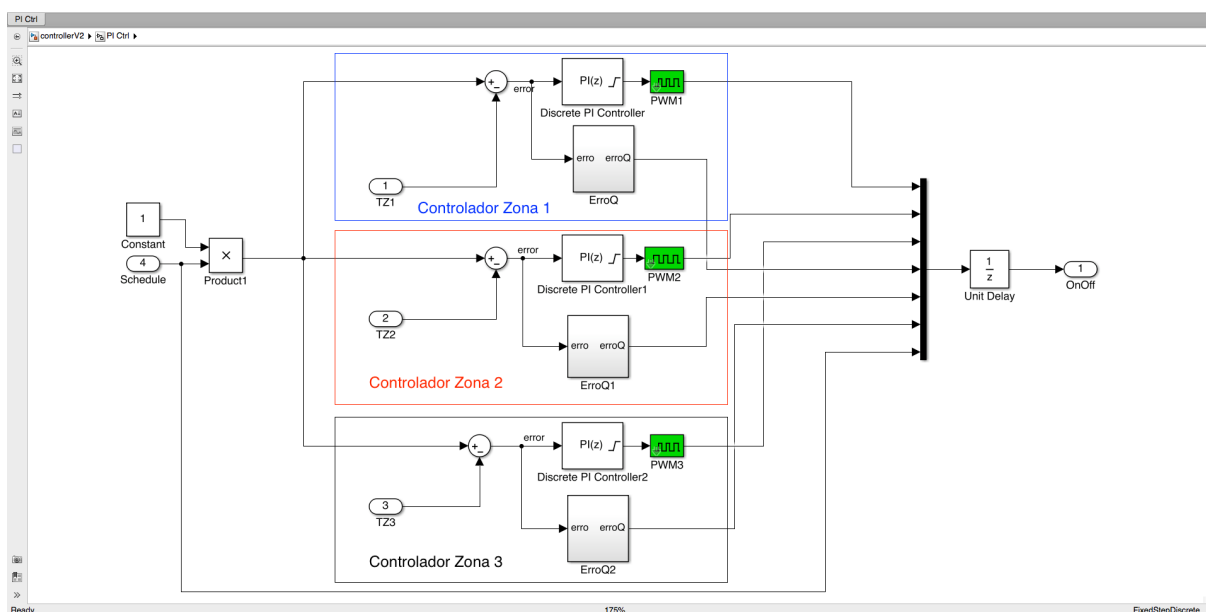 PI Ctrl
controllerV2 PI Ctrl
error
PI(z)
Discrete PI Controller
PWM1
erro erroQ
ErroQ
1
TZ1
Controlador Zona 1
1
Constant
4
Schedule
×
Product1
error
PI(z)
Discrete PI Controller1
PWM2
2
TZ2
erro erroQ
ErroQ1
Controlador Zona 2
1
z
Unit Delay
1
OnOff
error
PI(z)
Discrete PI Controller2
PWM3
3
TZ3
erro erroQ
ErroQ2
Controlador Zona 3
Ready 175% FixedStepDiscrete